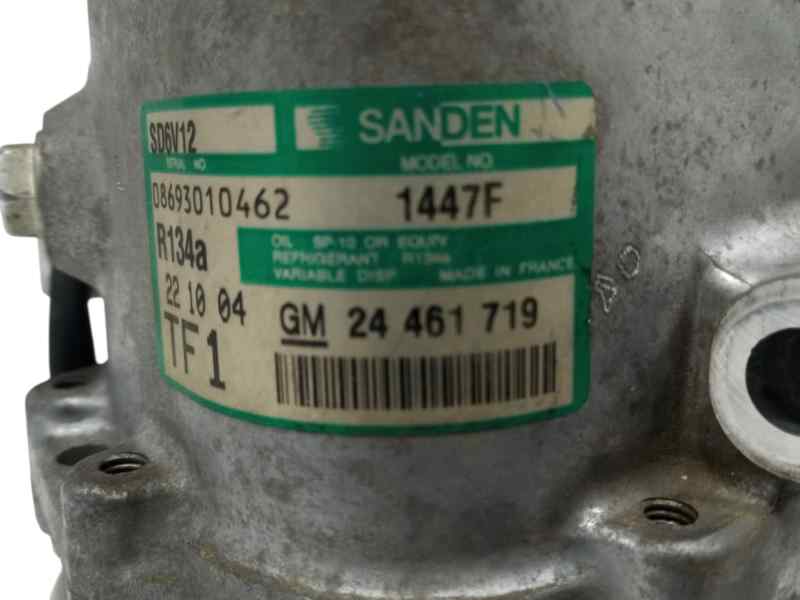 SD6V12 SANDEN
SERIAL NO MODEL NO.
08693010462 1447F
R134a
OIL SP-10 OR EQUIV
REFRIGERANT R134a
VARIABLE DISP. MADE IN FRANCE
22 10 04
GM 24 461 719
TF1